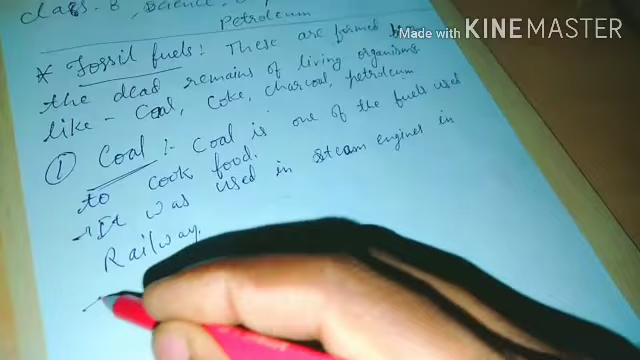 Class - 8, Science,
Petroleum
Made with KINEMASTER
* Fossil fuels: These are formed
the dead remains of living organisms
like - Coal, Coke, charcoal, petroleum
① Coal :- Coal is one of the fuels used
to cook food.
→ It was used in steam engines in
Railway.